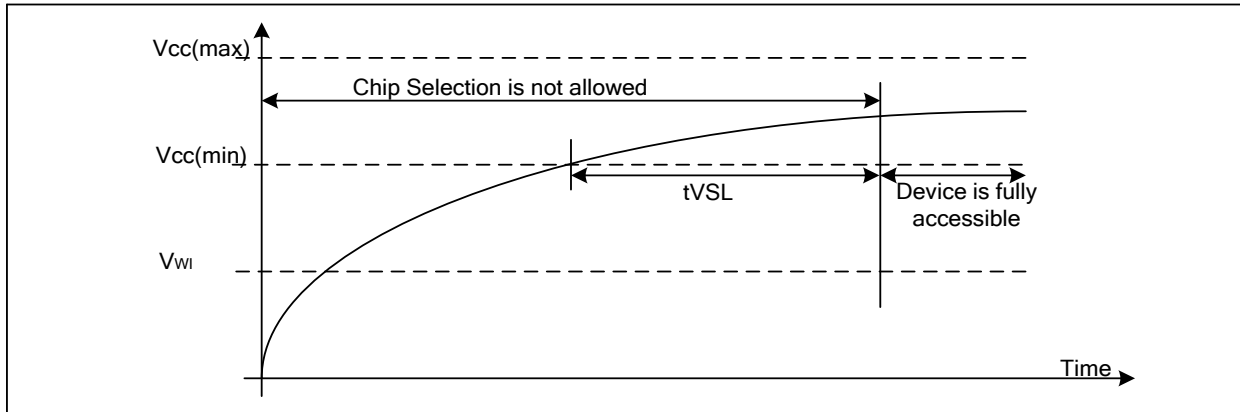 Vcc(max)
Chip Selection is not allowed
Vcc(min)
tVSL
Device is fully
accessible
VWI
Time